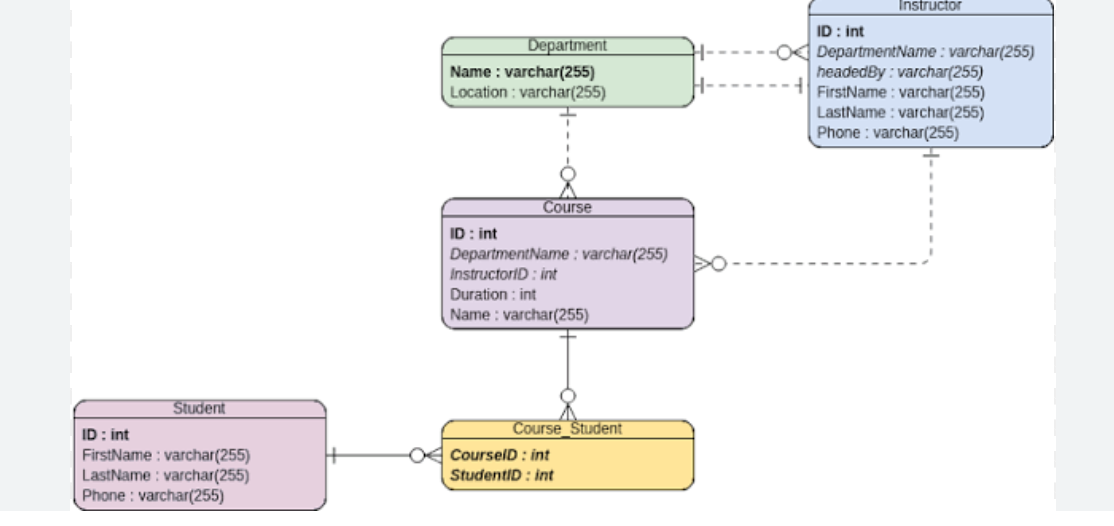 Instructor
ID : int
DepartmentName : varchar(255)
headedBy : varchar(255)
FirstName : varchar(255)
LastName : varchar(255)
Phone : varchar(255)
Department
Name : varchar(255)
Location : varchar(255)
Course
ID : int
DepartmentName : varchar(255)
InstructorID : int
Duration : int
Name : varchar(255)
Student
ID : int
FirstName : varchar(255)
LastName : varchar(255)
Phone : varchar(255)
Course_Student
CourseID : int
StudentID : int